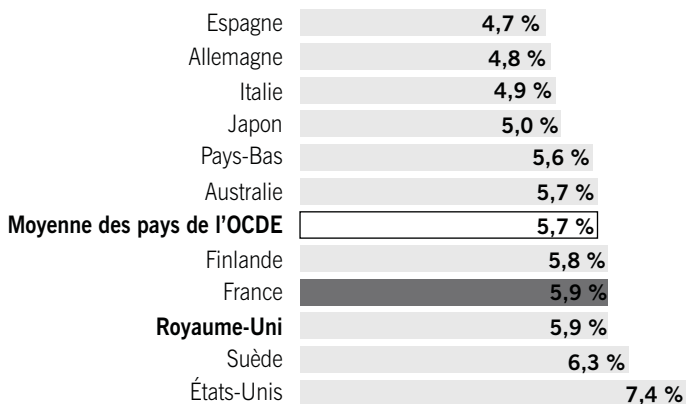 Espagne 4,7 %
Allemagne 4,8 %
Italie 4,9 %
Japon 5,0 %
Pays-Bas 5,6 %
Australie 5,7 %
Moyenne des pays de l'OCDE 5,7 %
Finlande 5,8 %
France 5,9 %
Royaume-Uni 5,9 %
Suède 6,3 %
États-Unis 7,4 %